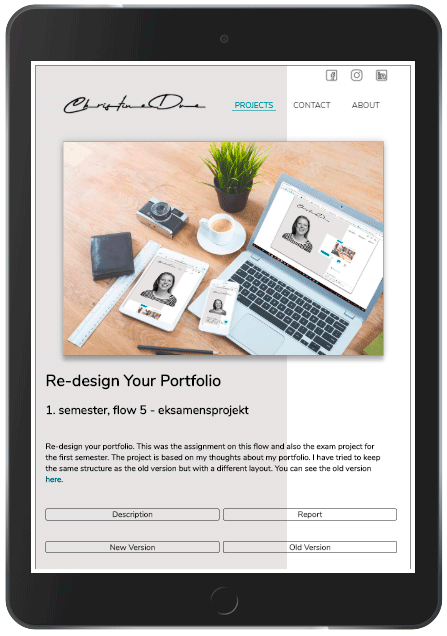 Christine Due
PROJECTS CONTACT ABOUT
Re-design Your Portfolio
1. semester, flow 5 - eksamensprojekt
Re-design your portfolio. This was the assignment on this flow and also the exam project for
the first semester. The project is based on my thoughts about my portfolio. I have tried to keep
the same structure as the old version but with a different layout. You can see the old version
here.
Description Report
New Version Old Version